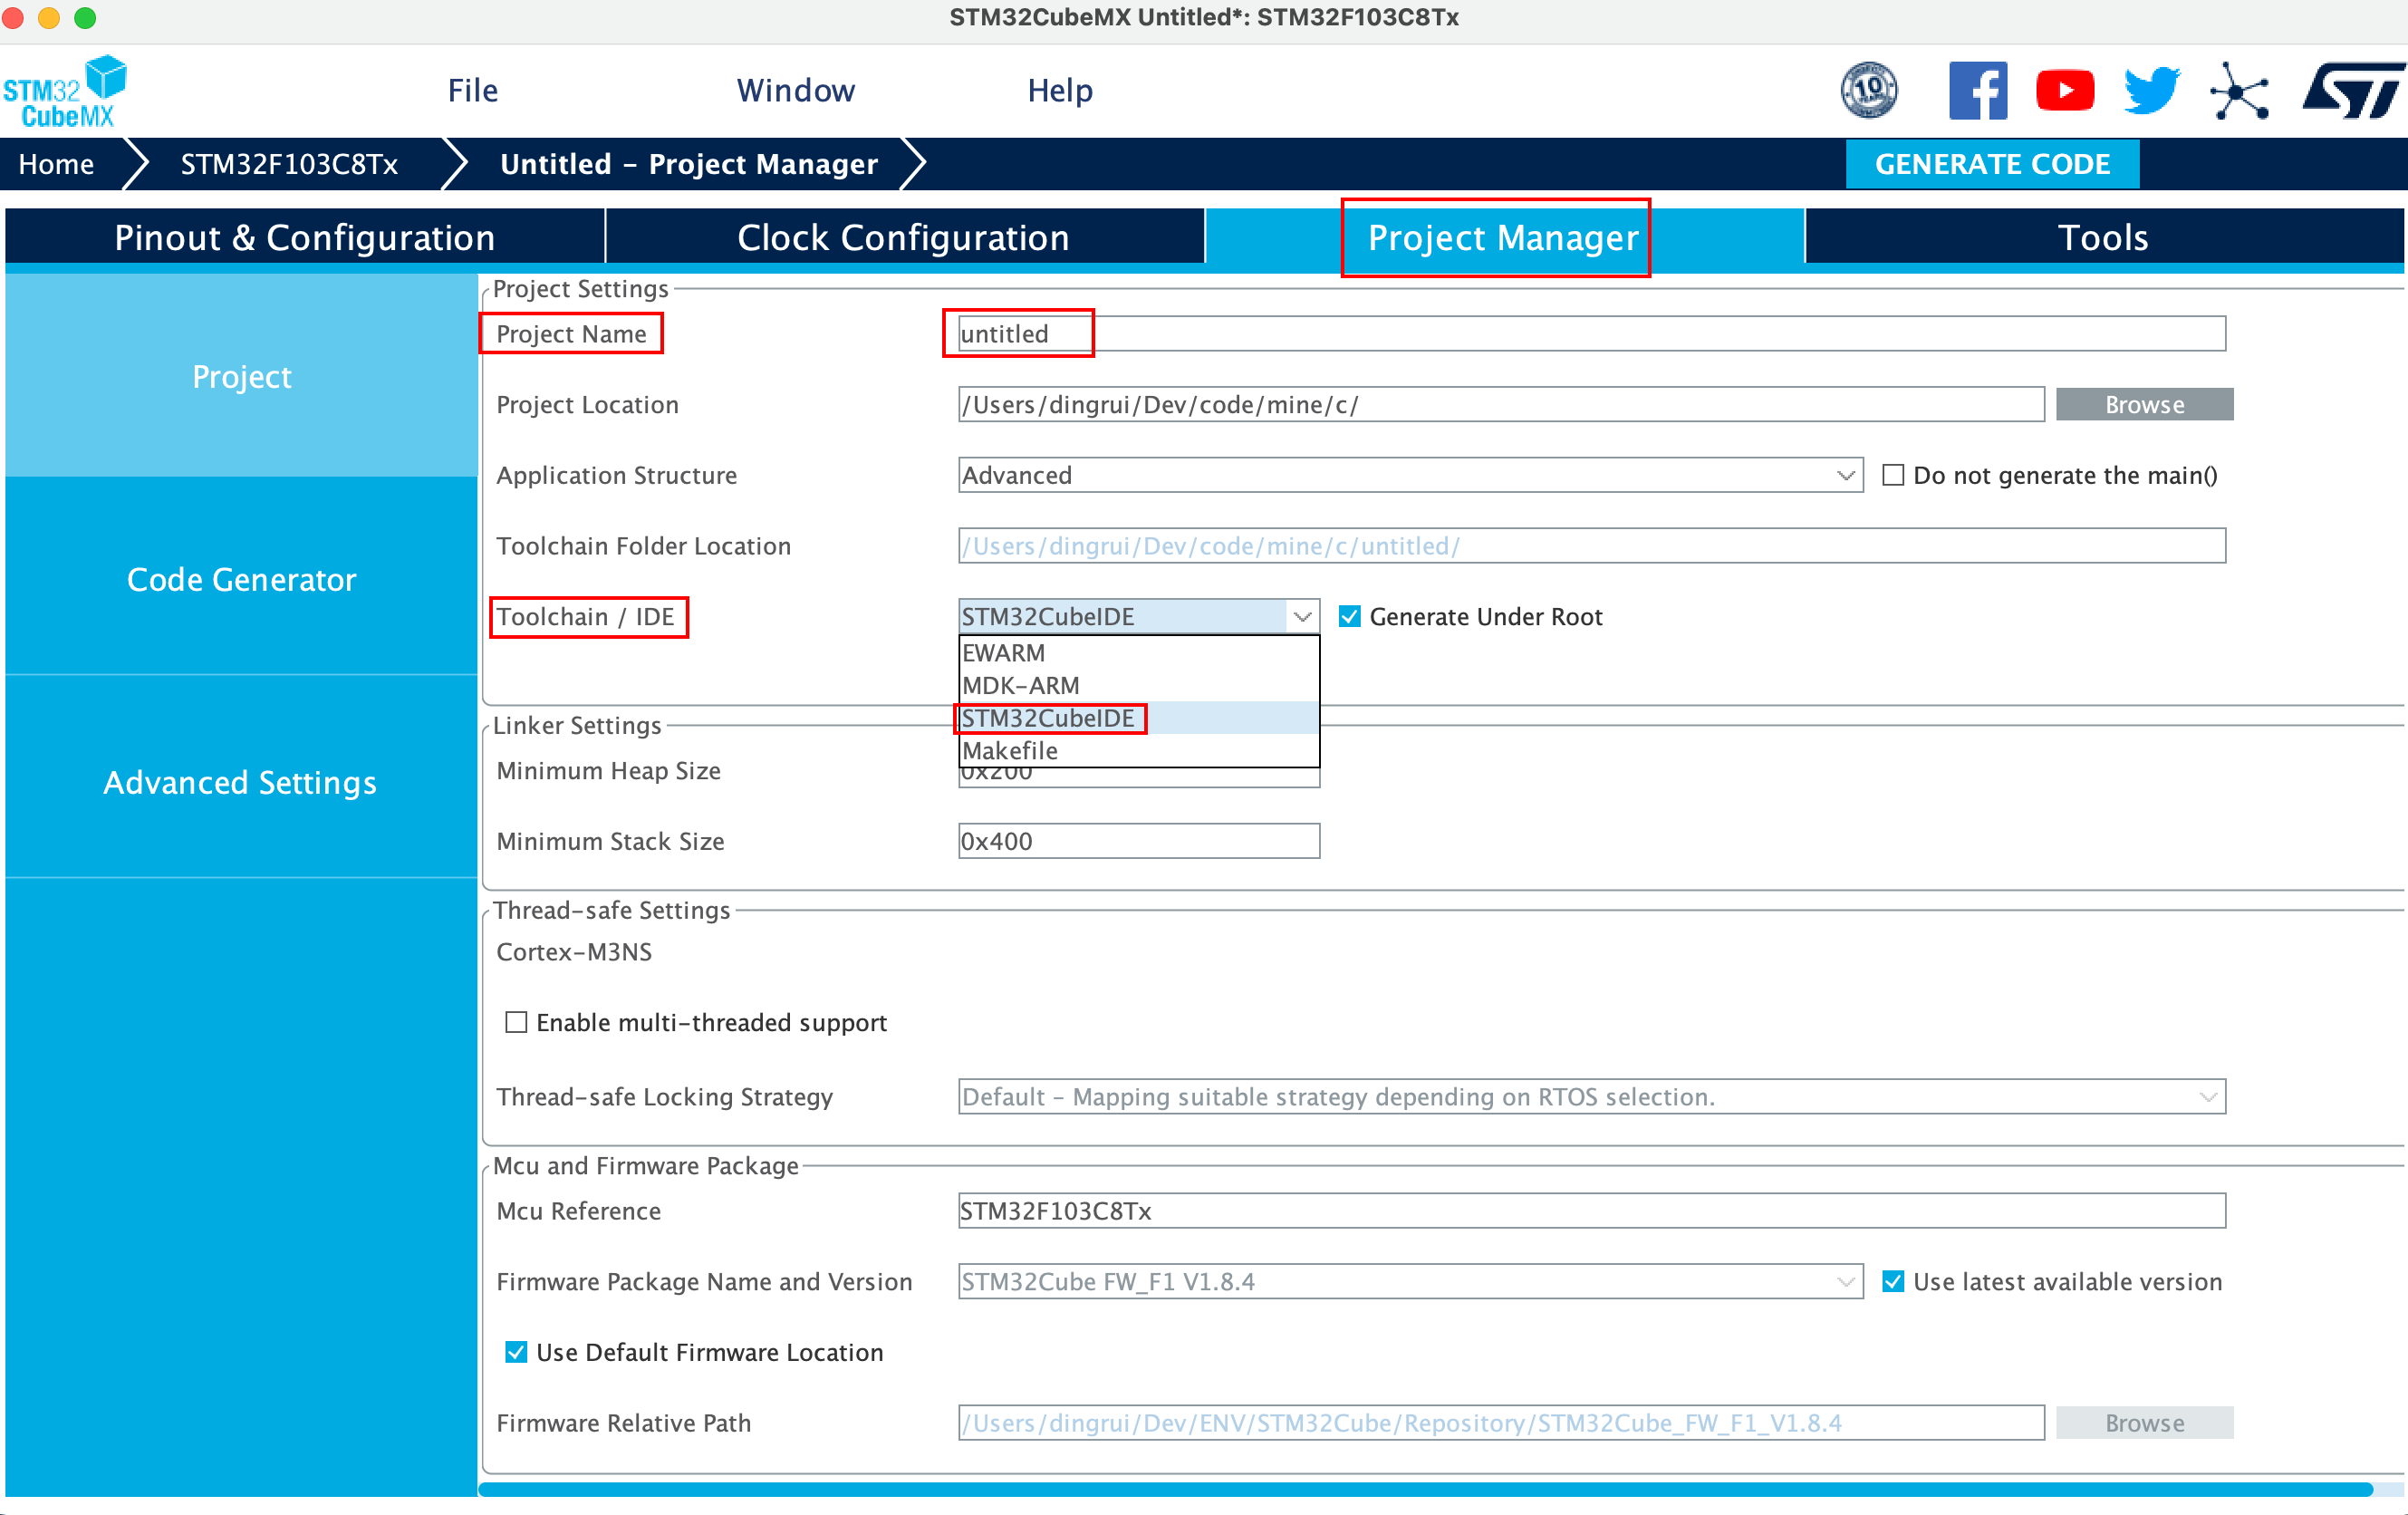 STM32CubeMX Untitled*: STM32F103C8Tx
STM32
CubeMX
File
Window
Help
10
ST
Home
STM32F103C8Tx
Untitled – Project Manager
GENERATE CODE
Pinout & Configuration
Clock Configuration
Project Manager
Tools
Project
Code Generator
Advanced Settings
Project Settings
Project Name
untitled
Project Location
/Users/dingrui/Dev/code/mine/c/
Browse
Application Structure
Advanced
Do not generate the main()
Toolchain Folder Location
/Users/dingrui/Dev/code/mine/c/untitled/
Toolchain / IDE
STM32CubeIDE
Generate Under Root
EWARM
MDK-ARM
STM32CubeIDE
Makefile
Linker Settings
Minimum Heap Size
0x200
Minimum Stack Size
0x400
Thread-safe Settings
Cortex-M3NS
Enable multi-threaded support
Thread-safe Locking Strategy
Default – Mapping suitable strategy depending on RTOS selection.
Mcu and Firmware Package
Mcu Reference
STM32F103C8Tx
Firmware Package Name and Version
STM32Cube FW_F1 V1.8.4
Use latest available version
Use Default Firmware Location
Firmware Relative Path
/Users/dingrui/Dev/ENV/STM32Cube/Repository/STM32Cube_FW_F1_V1.8.4
Browse